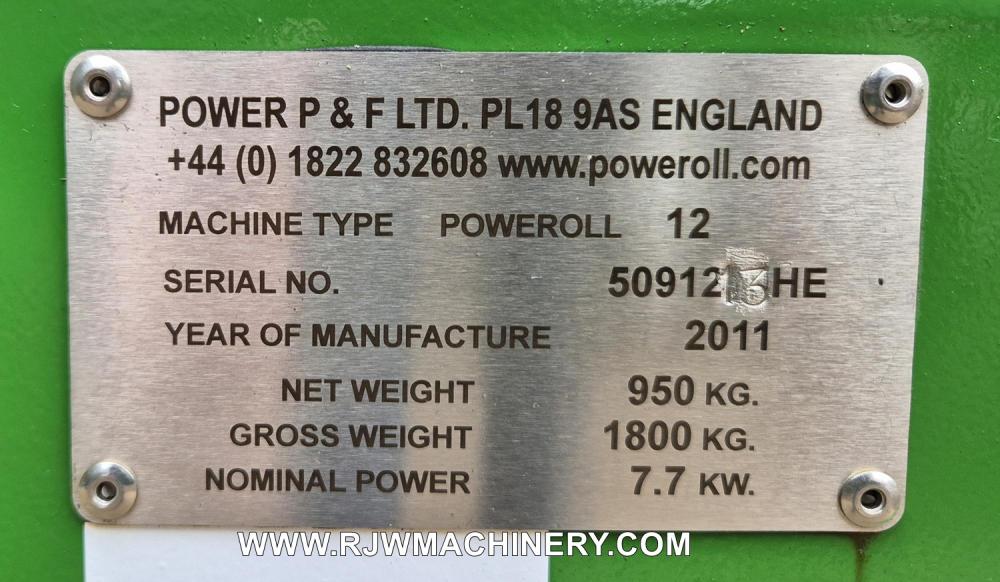 POWER P & F LTD. PL18 9AS ENGLAND
+44 (0) 1822 832608 www.poweroll.com
MACHINE TYPE POWEROLL 12
SERIAL NO.
YEAR OF MANUFACTURE 2011
NET WEIGHT 950 KG.
GROSS WEIGHT 1800 KG.
NOMINAL POWER 7.7 KW.
WWW.RJWMACHINERY.COM